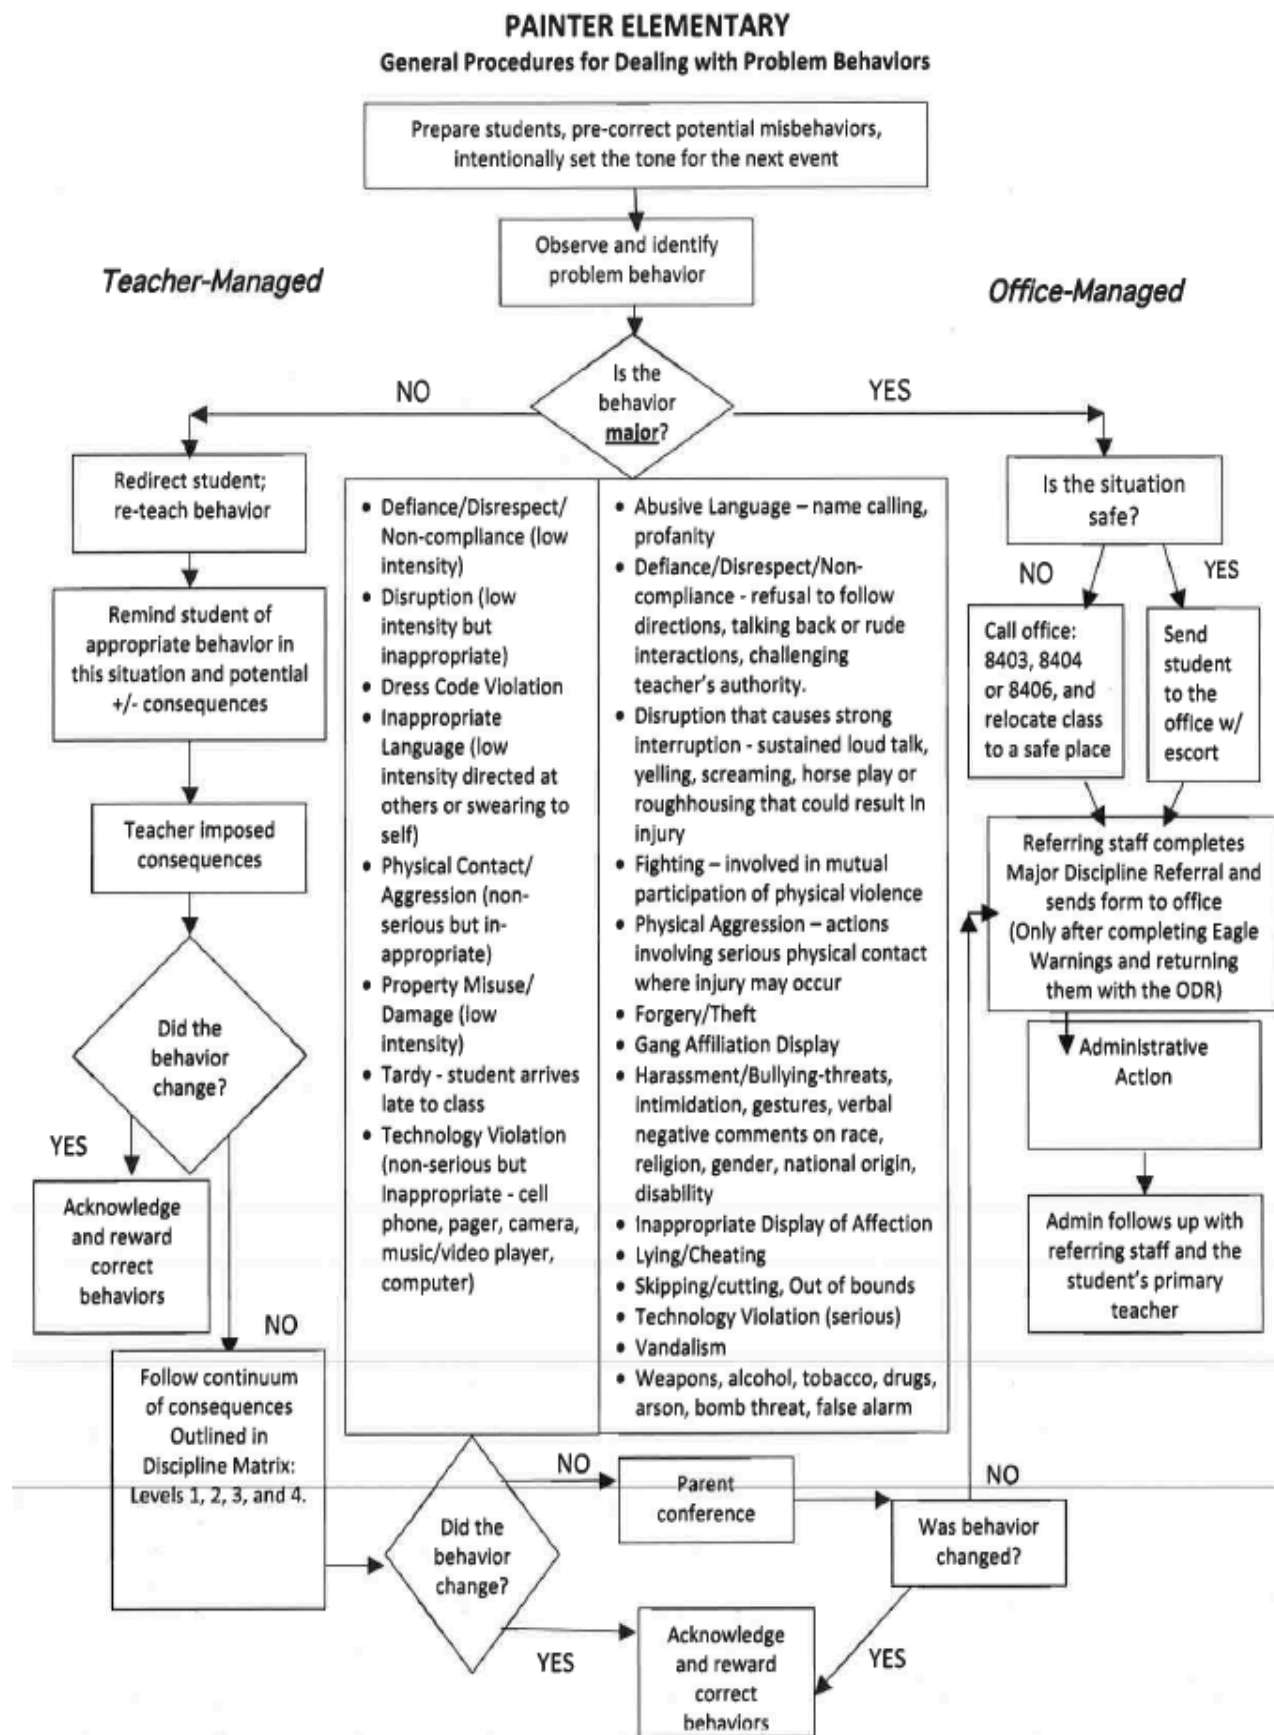 PAINTER ELEMENTARY
General Procedures for Dealing with Problem Behaviors
Prepare students, pre-correct potential misbehaviors,
intentionally set the tone for the next event
Observe and identify
problem behavior
Teacher-Managed
Office-Managed
Is the
behavior
major?
NO
YES
Redirect student;
re-teach behavior
Remind student of
appropriate behavior in
this situation and potential
+/- consequences
Teacher imposed
consequences
Did the
behavior
change?
YES
Acknowledge
and reward
correct
behaviors
NO
Follow continuum
of consequences
Outlined in
Discipline Matrix:
Levels 1, 2, 3, and 4.
• Defiance/Disrespect/
Non-compliance (low
intensity)
• Disruption (low
intensity but
inappropriate)
• Dress Code Violation
• Inappropriate
Language (low
intensity directed at
others or swearing to
self)
• Physical Contact/
Aggression (non-
serious but in-
appropriate)
• Property Misuse/
Damage (low
intensity)
• Tardy - student arrives
late to class
• Technology Violation
(non-serious but
Inappropriate - cell
phone, pager, camera,
music/video player,
computer)
• Abusive Language – name calling,
profanity
• Defiance/Disrespect/Non-
compliance - refusal to follow
directions, talking back or rude
interactions, challenging
teacher's authority.
• Disruption that causes strong
interruption - sustained loud talk,
yelling, screaming, horse play or
roughhousing that could result In
injury
• Fighting – involved in mutual
participation of physical violence
• Physical Aggression – actions
involving serious physical contact
where injury may occur
• Forgery/Theft
• Gang Affiliation Display
• Harassment/Bullying-threats,
intimidation, gestures, verbal
negative comments on race,
religion, gender, national origin,
disability
• Inappropriate Display of Affection
• Lying/Cheating
• Skipping/cutting, Out of bounds
• Technology Violation (serious)
• Vandalism
• Weapons, alcohol, tobacco, drugs,
arson, bomb threat, false alarm
Is the situation
safe?
NO
YES
Call office:
8403, 8404
or 8406, and
relocate class
to a safe place
Send
student
to the
office w/
escort
Referring staff completes
Major Discipline Referral and
sends form to office
(Only after completing Eagle
Warnings and returning
them with the ODR)
Administrative
Action
Admin follows up with
referring staff and the
student's primary
teacher
Did the
behavior
change?
NO
Parent
conference
NO
Was behavior
changed?
YES
Acknowledge
and reward
correct
behaviors
YES